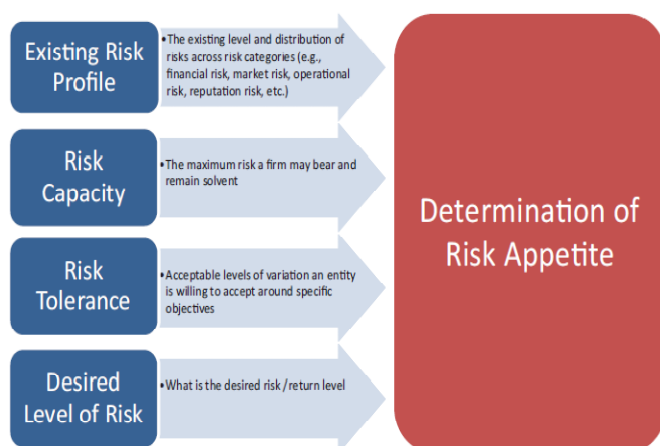 Existing Risk
Profile
•The existing level and distribution of
risks across risk categories (e.g.,
financial risk, market risk, operational
risk, reputation risk, etc.)
Risk
Capacity
•The maximum risk a firm may bear and
remain solvent
Risk
Tolerance
•Acceptable levels of variation an entity
is willing to accept around specific
objectives
Desired
Level of Risk
•What is the desired risk/return level
Determination of
Risk Appetite